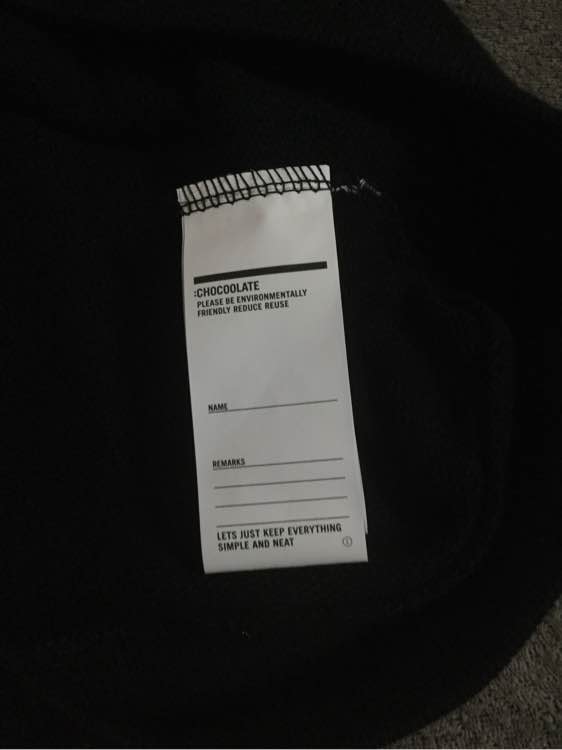 :CHOCOOLATE
PLEASE BE ENVIRONMENTALLY
FRIENDLY REDUCE REUSE
NAME
REMARKS
LETS JUST KEEP EVERYTHING
SIMPLE AND NEAT